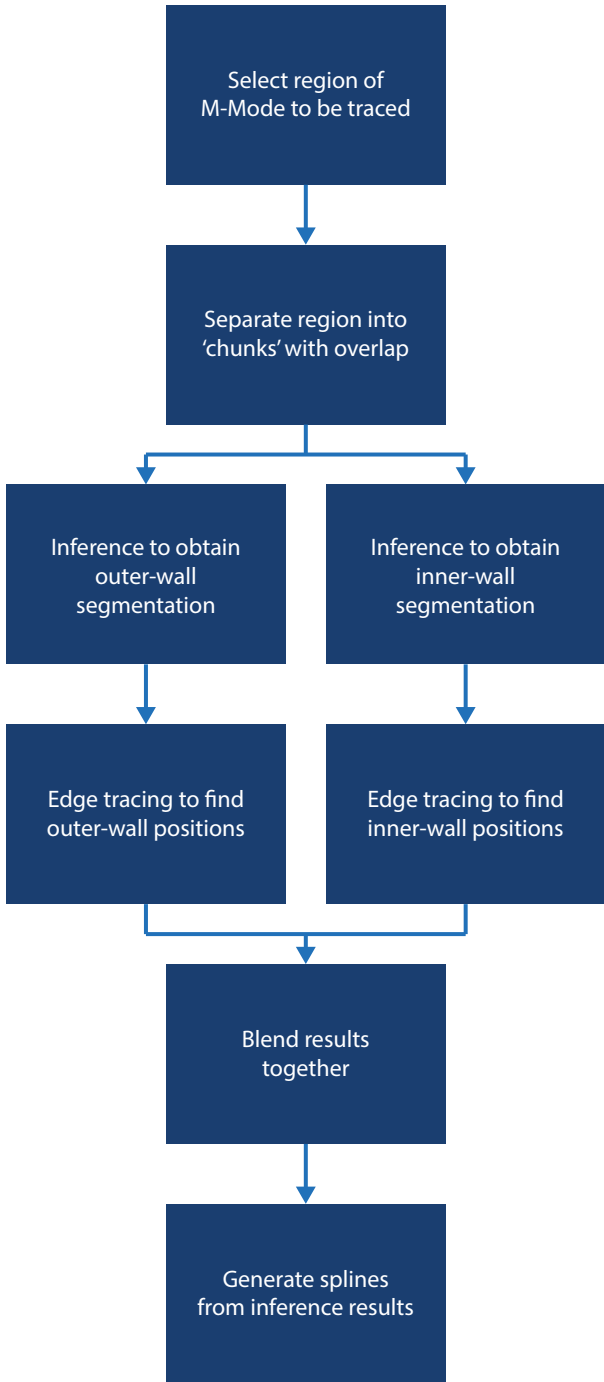 Select region of
M-Mode to be traced
Separate region into
‘chunks’ with overlap
Inference to obtain
outer-wall
segmentation
Inference to obtain
inner-wall
segmentation
Edge tracing to find
outer-wall positions
Edge tracing to find
inner-wall positions
Blend results
together
Generate splines
from inference results